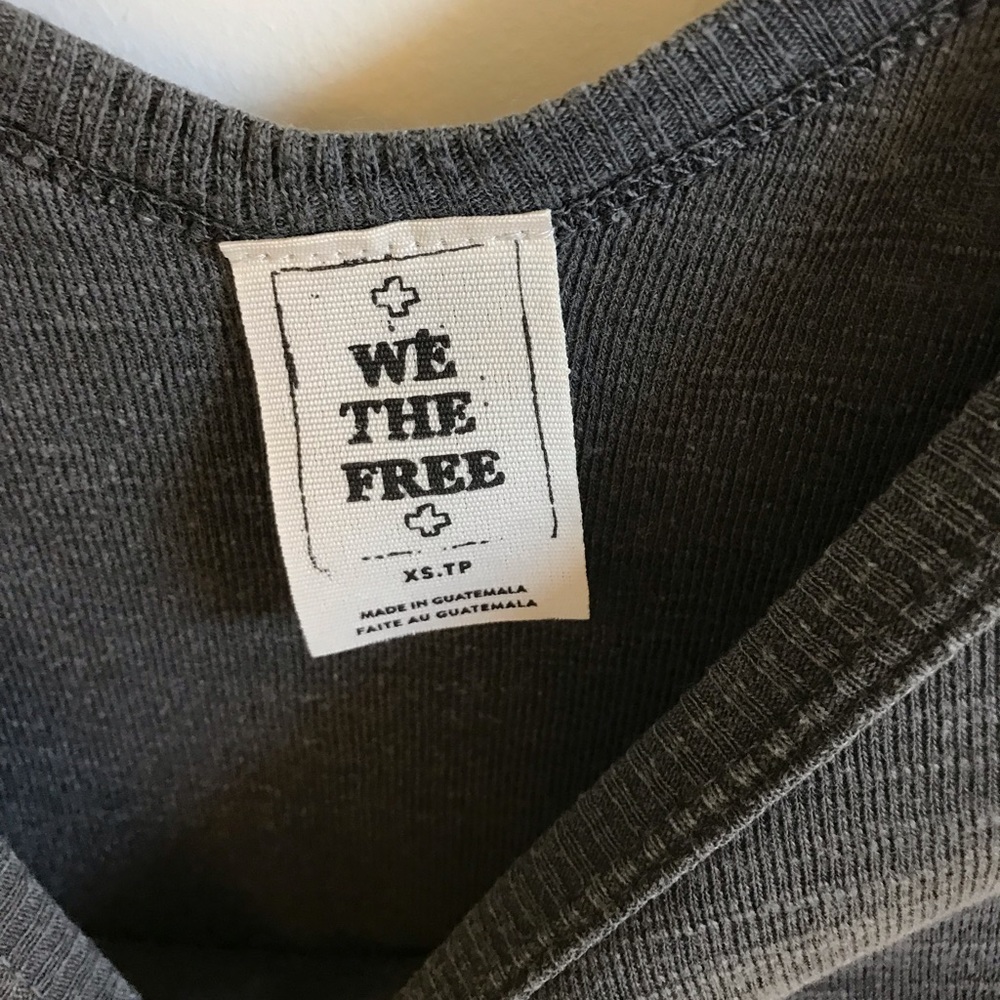 WE
THE
FREE
XS.TP
MADE IN GUATEMALA
FAITE AU GUATEMALA